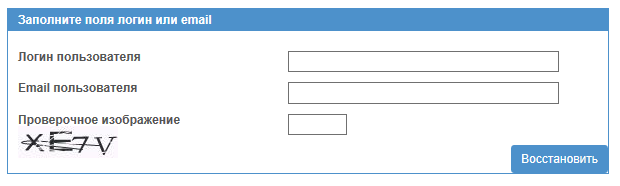 Заполните поля логин или email
Логин пользователя
Email пользователя
Проверочное изображение
Восстановить